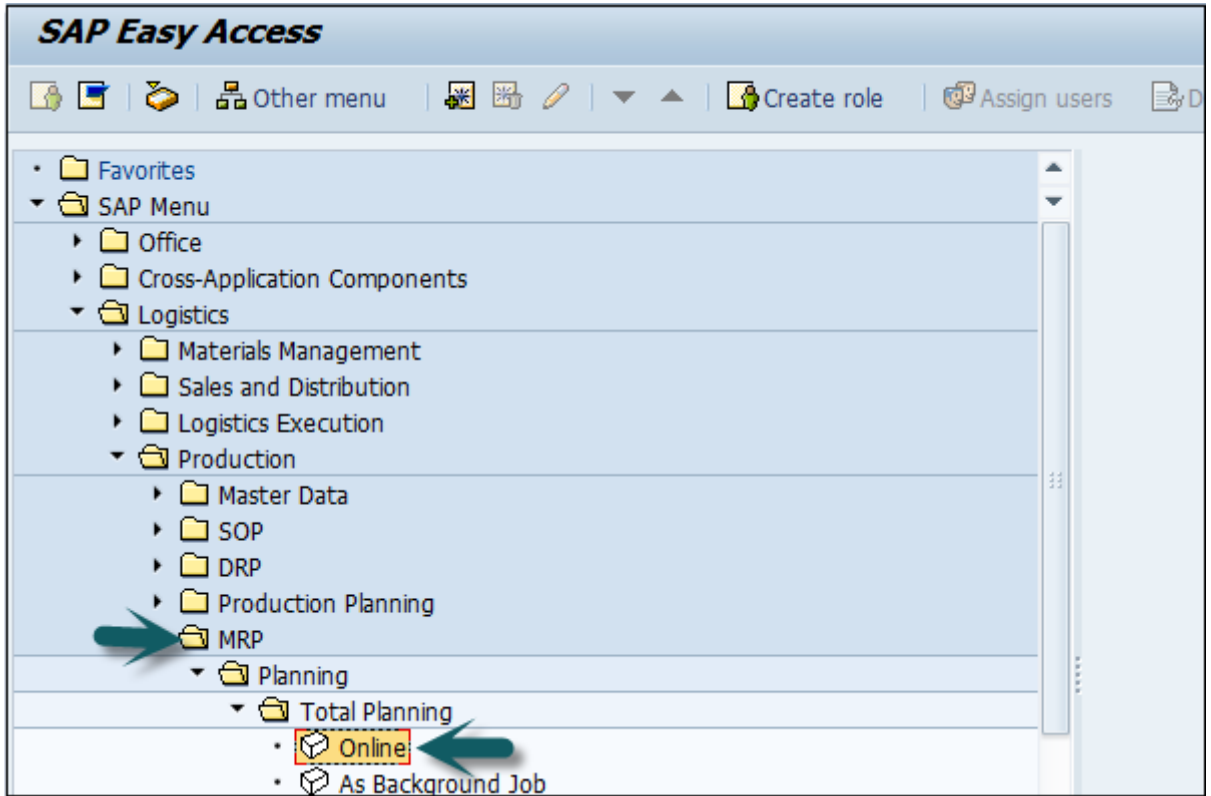 SAP Easy Access
Other menu Create role Assign users D
Favorites
SAP Menu
Office
Cross-Application Components
Logistics
Materials Management
Sales and Distribution
Logistics Execution
Production
Master Data
SOP
DRP
Production Planning
MRP
Planning
Total Planning
Online
As Background Job